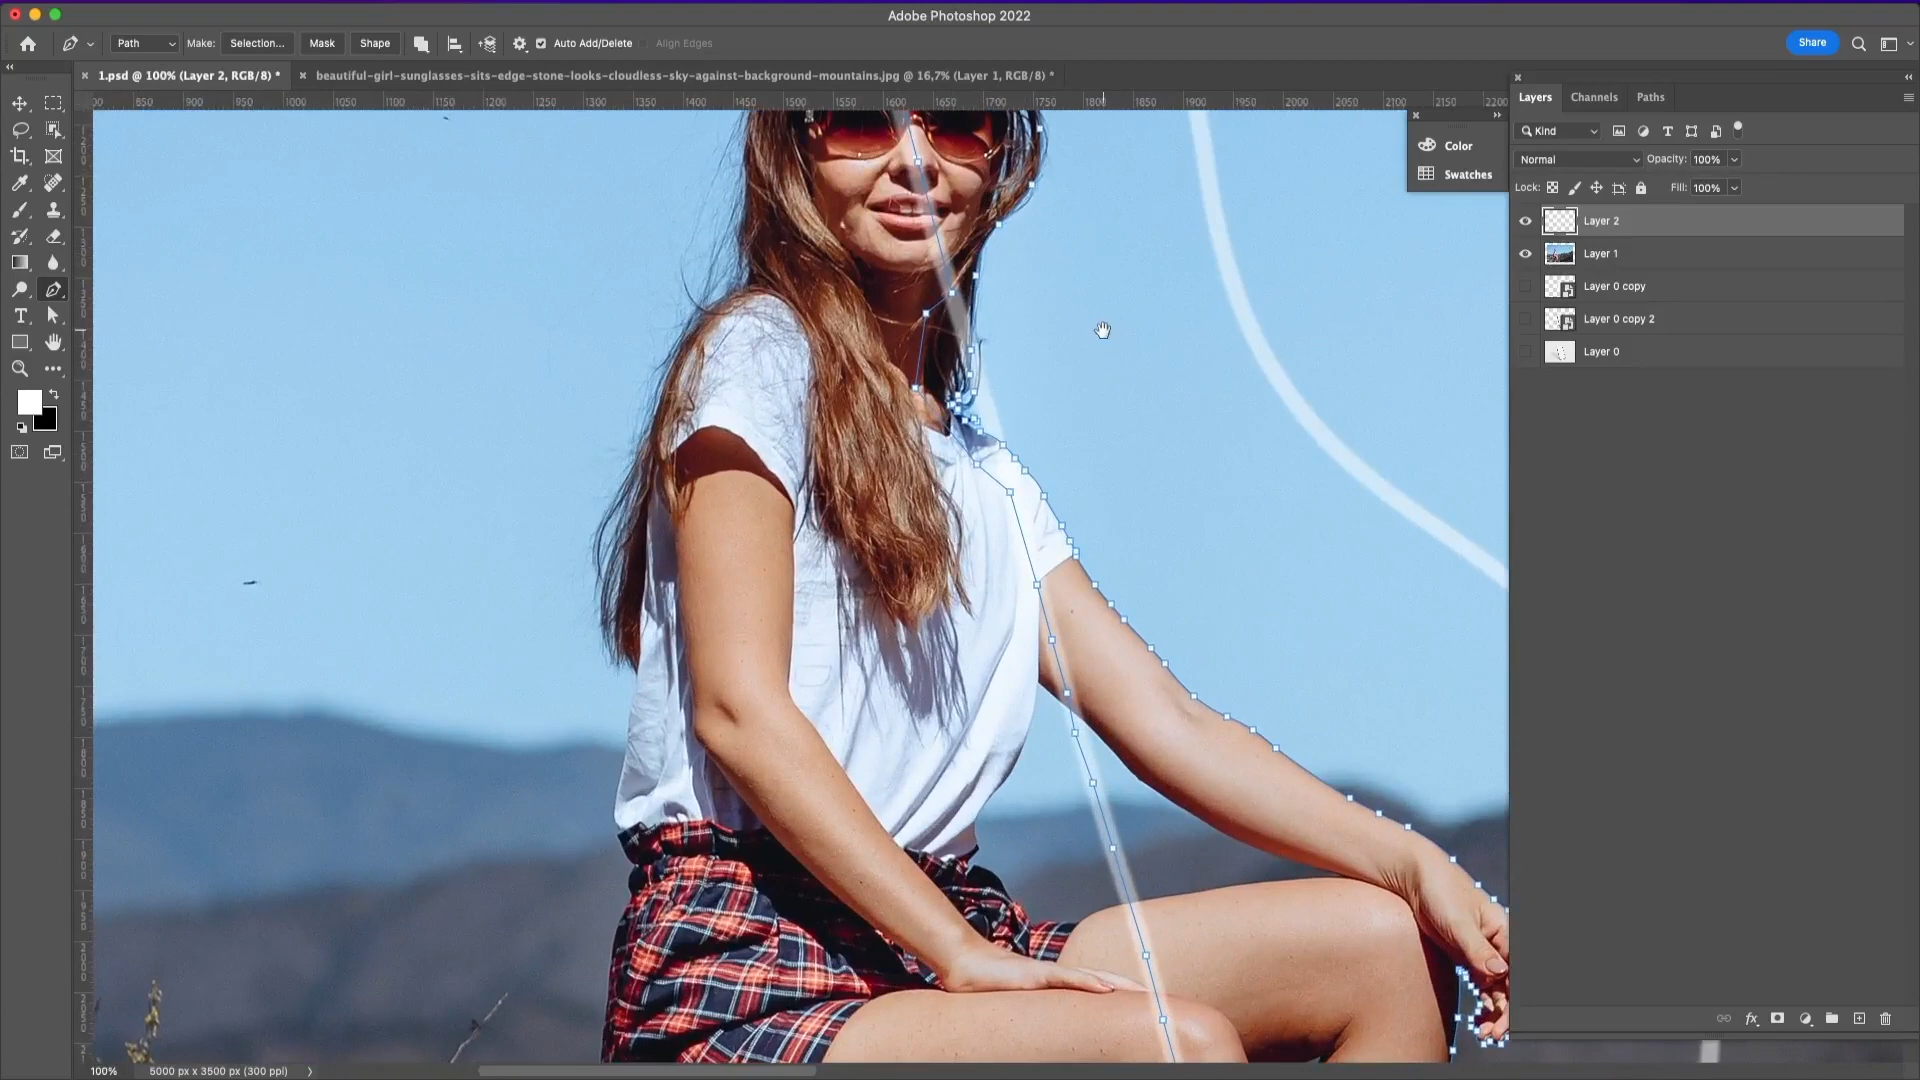 Adobe Photoshop 2022
Path Make: Selection... Mask Shape Auto Add/Delete Align Edges Share
1.psd @ 100% (Layer 2, RGB/8) * beautiful-girl-sunglasses-sits-edge-stone-looks-cloudless-sky-against-background-mountains.jpg @ 16,7% (Layer 1, RGB/8) *
850 900 950 1000 1050 1100 1150 1200 1250 1300 1350 1400 1450 1500 1550 1600 1650 1700 1750 1800 1850 1900 1950 2000 2050 2100 2150 2200
Layers Channels Paths
Kind
Color
Swatches
Normal Opacity: 100%
Lock: Fill: 100%
Layer 2
Layer 1
Layer 0 copy
Layer 0 copy 2
Layer 0
100% 5000 px x 3500 px (300 ppi)